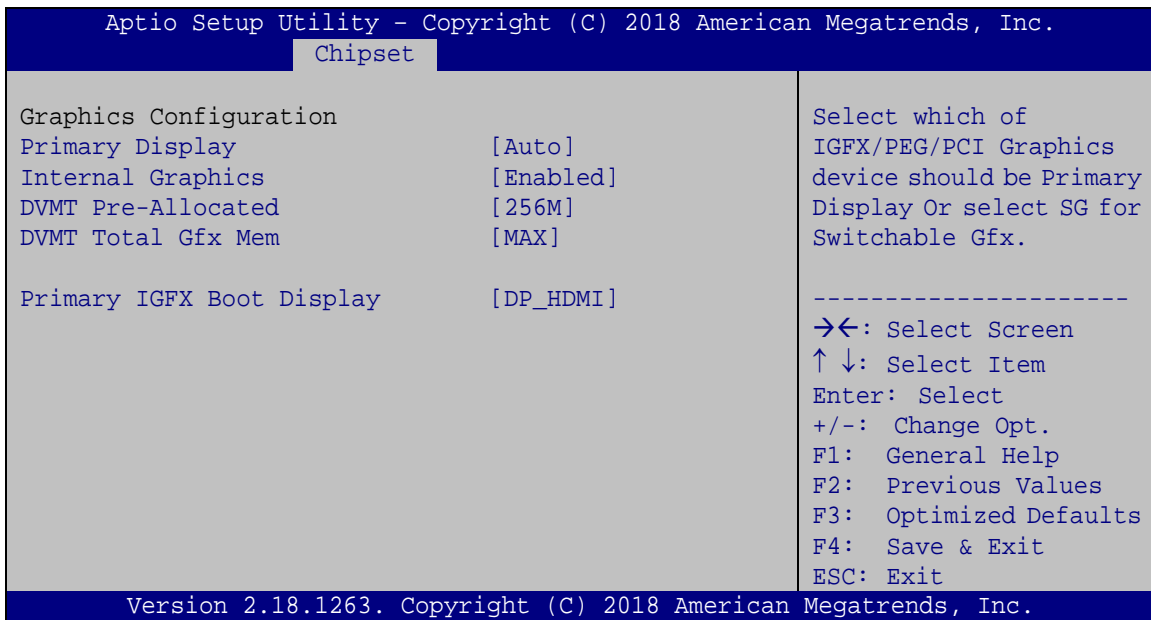 Aptio Setup Utility – Copyright (C) 2018 American Megatrends, Inc.
Chipset
Graphics Configuration
Primary Display [Auto]
Internal Graphics [Enabled]
DVMT Pre-Allocated [256M]
DVMT Total Gfx Mem [MAX]
Primary IGFX Boot Display [DP_HDMI]
Select which of
IGFX/PEG/PCI Graphics
device should be Primary
Display Or select SG for
Switchable Gfx.
----------------------
→←: Select Screen
↑ ↓: Select Item
Enter: Select
+/-: Change Opt.
F1: General Help
F2: Previous Values
F3: Optimized Defaults
F4: Save & Exit
ESC: Exit
Version 2.18.1263. Copyright (C) 2018 American Megatrends, Inc.